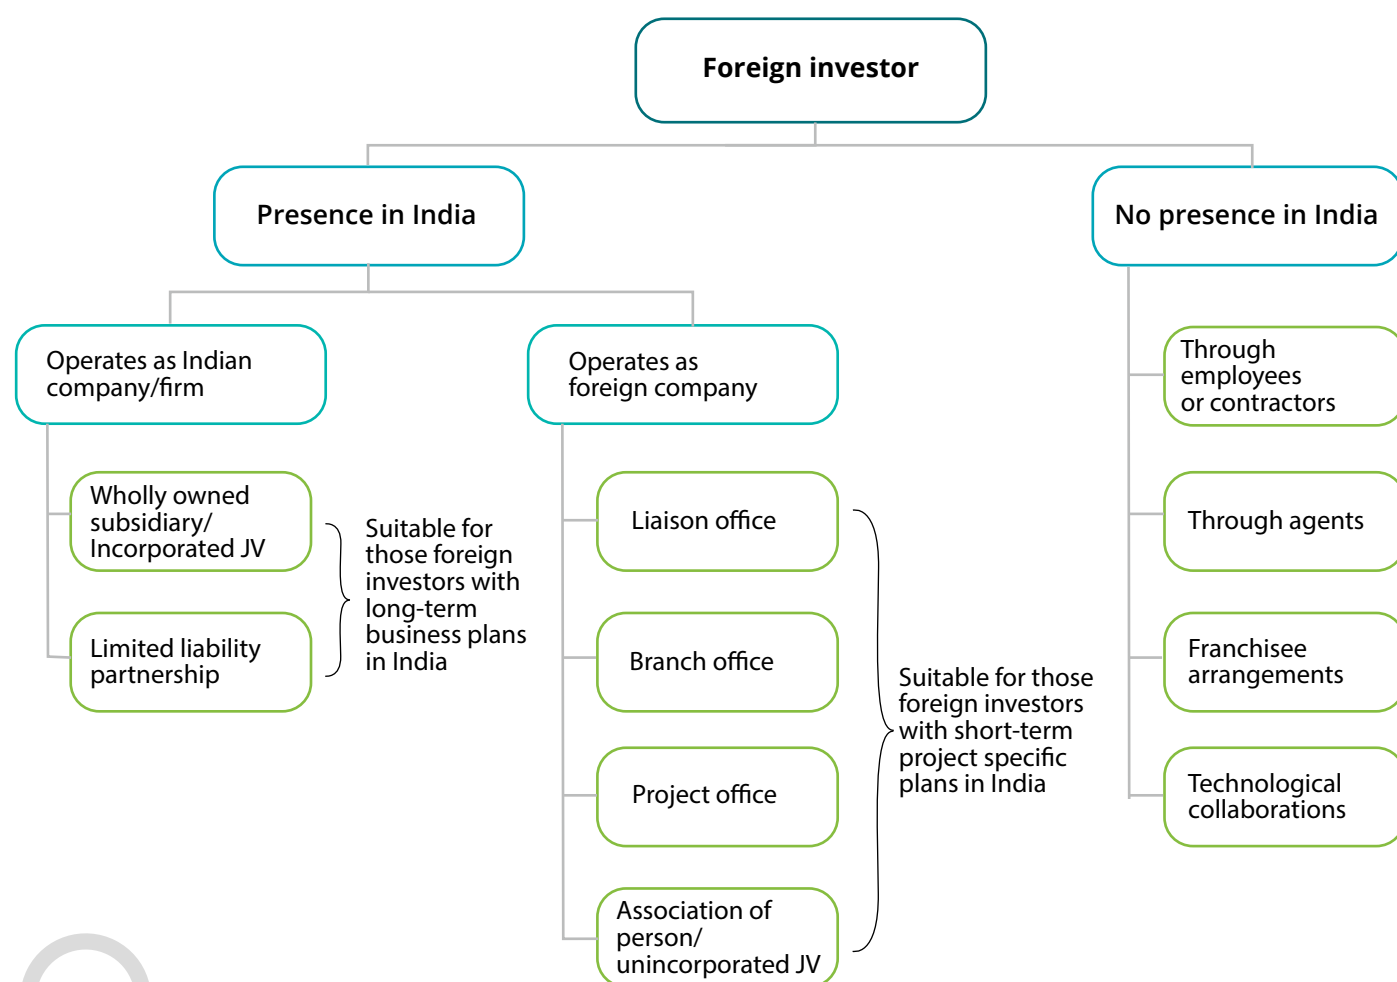 Foreign investor
Presence in India
No presence in India
Operates as Indian
company/firm
Operates as
foreign company
Wholly owned
subsidiary/
Incorporated JV
Limited liability
partnership
Suitable for
those foreign
investors with
long-term
business plans
in India
Liaison office
Branch office
Project office
Association of
person/
unincorporated JV
Suitable for those
foreign investors
with short-term
project specific
plans in India
Through
employees
or contractors
Through agents
Franchisee
arrangements
Technological
collaborations